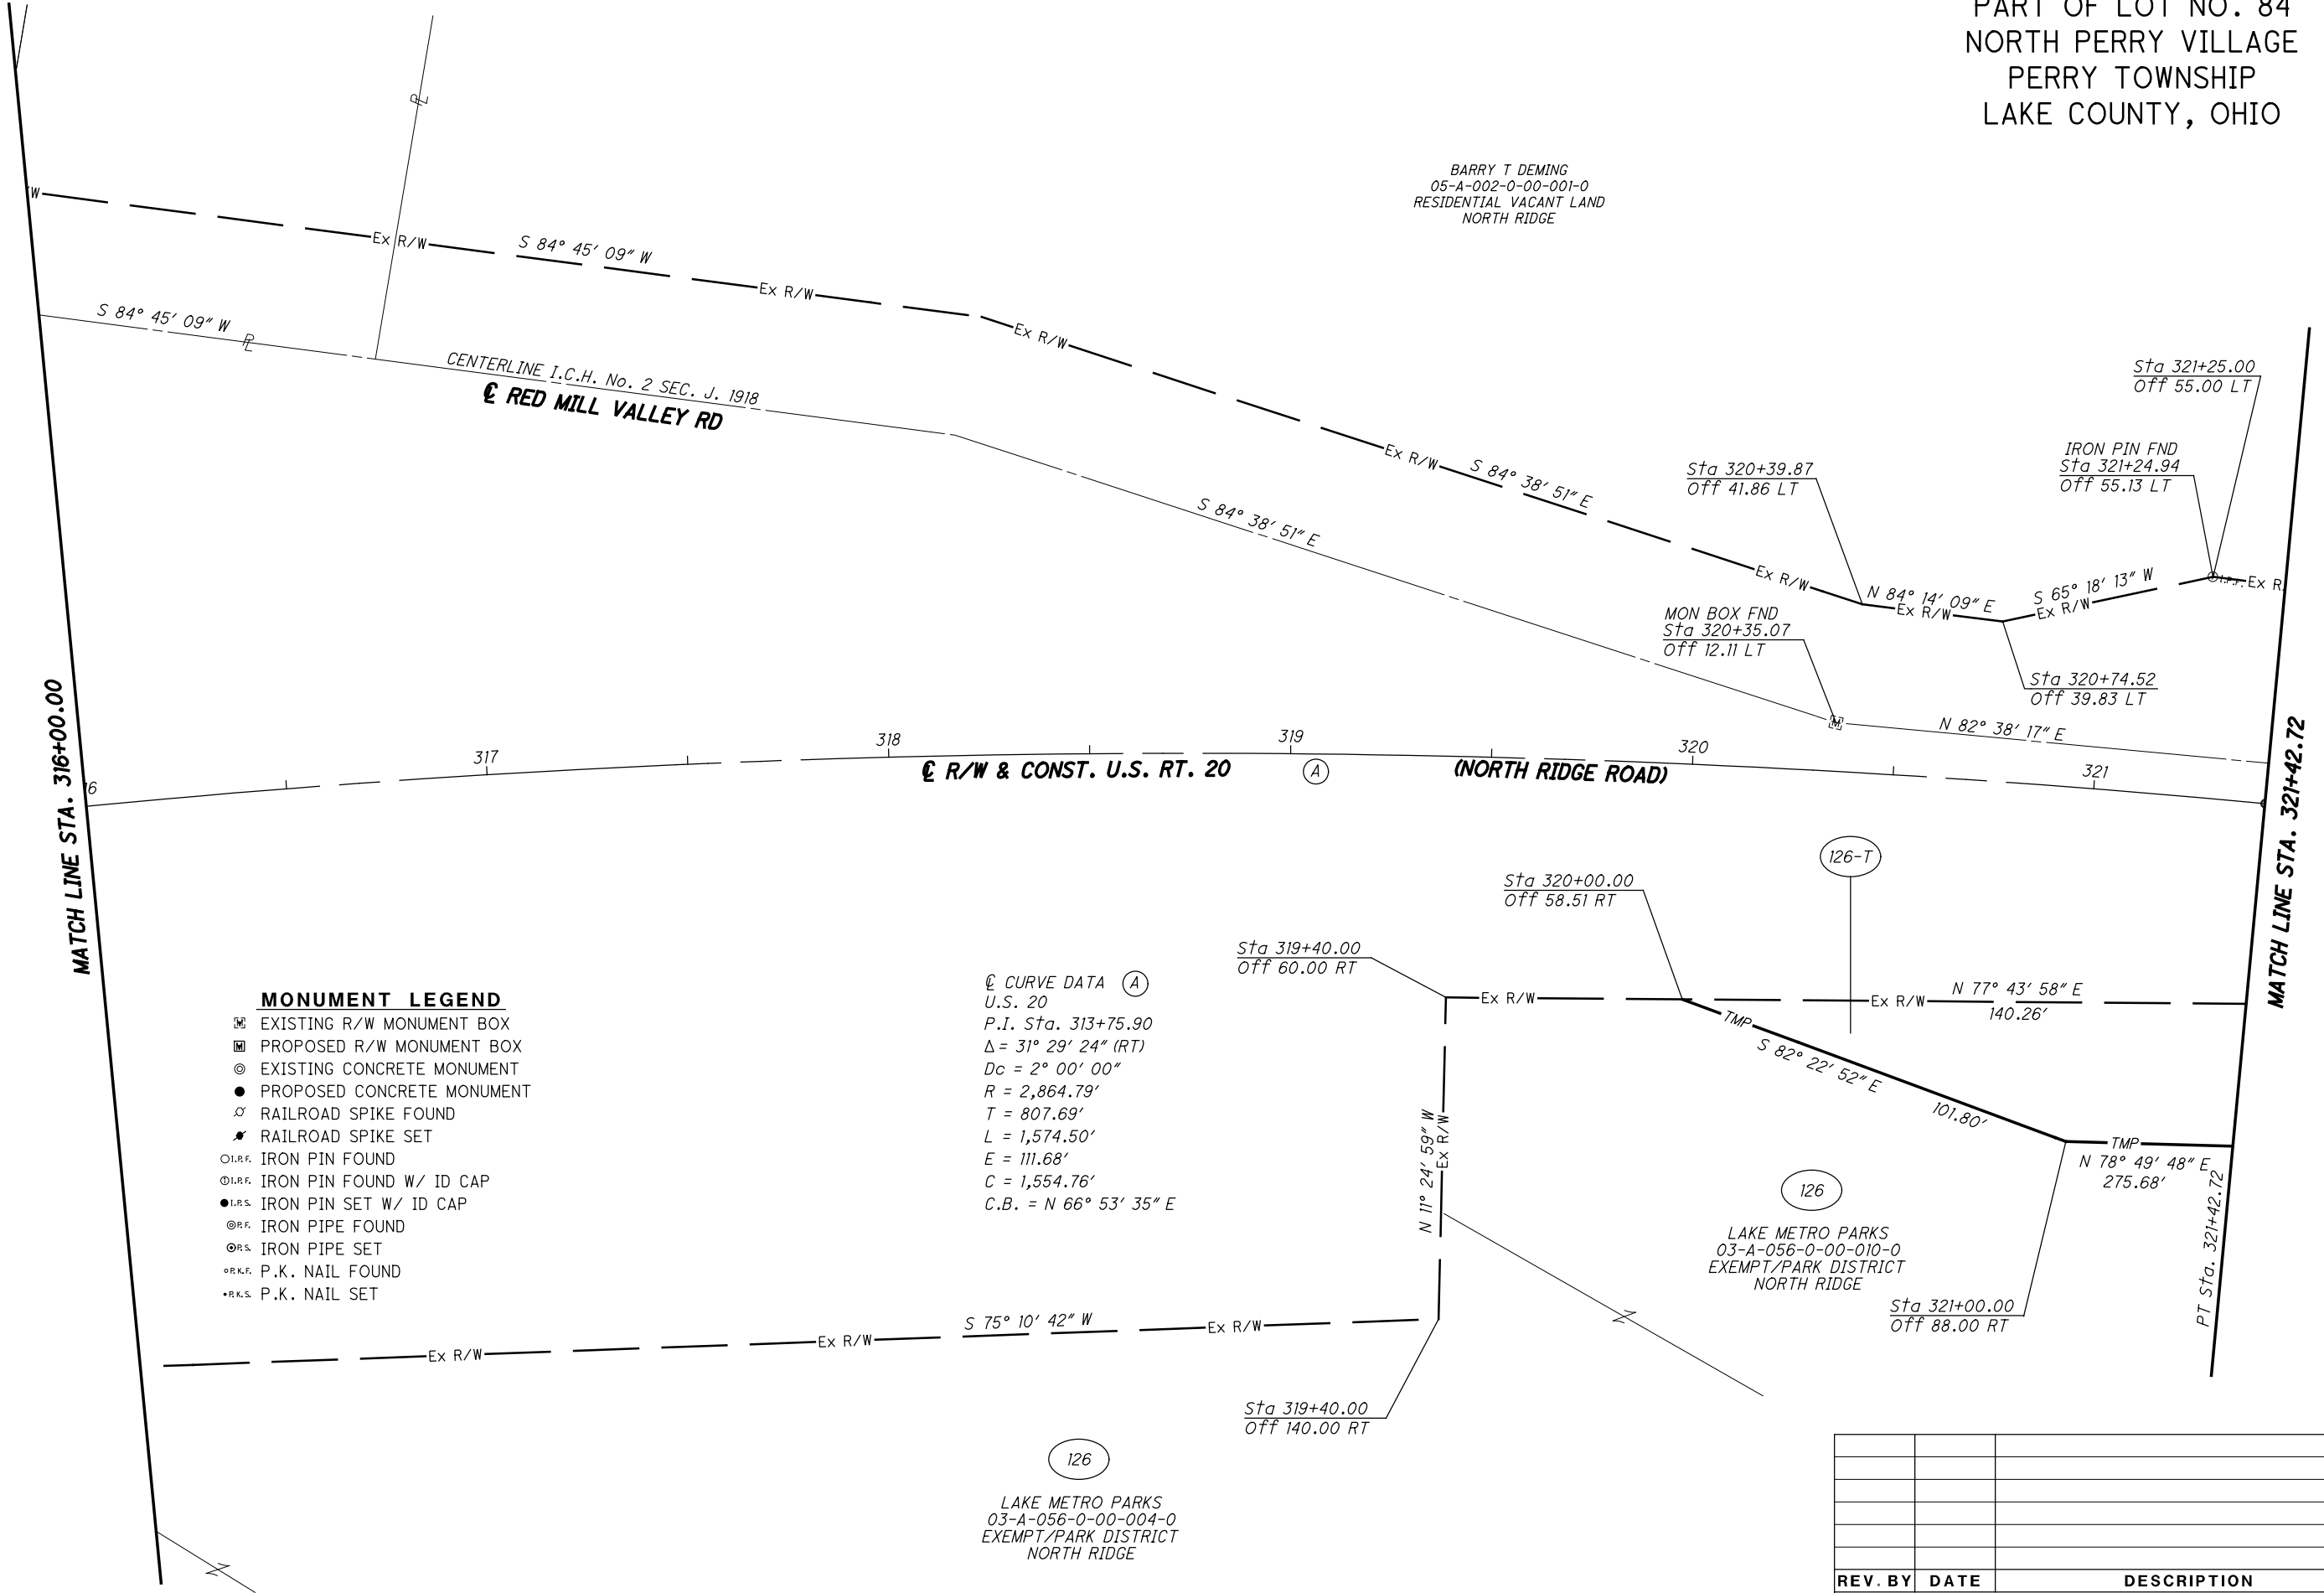 PART OF LOT NO. 84
NORTH PERRY VILLAGE
PERRY TOWNSHIP
LAKE COUNTY, OHIO
BARRY T DEMING
05-A-002-0-00-001-0
RESIDENTIAL VACANT LAND
NORTH RIDGE
W
Ex R/W
S 84° 45' 09" W
Ex R/W
Ex R/W
S 84° 45' 09" W
PL
PL
CENTERLINE I.C.H. No. 2 SEC. J. 1918
CL RED MILL VALLEY RD
Ex R/W
S 84° 38' 51" E
S 84° 38' 51" E
Ex R/W
Sta 321+25.00
Off 55.00 LT
IRON PIN FND
Sta 321+24.94
Off 55.13 LT
Sta 320+39.87
Off 41.86 LT
N 84° 14' 09" E
Ex R/W
S 65° 18' 13" W
Ex R/W
I.P.F.
Ex R
MON BOX FND
Sta 320+35.07
Off 12.11 LT
Sta 320+74.52
Off 39.83 LT
N 82° 38' 17" E
MATCH LINE STA. 316+00.00
6
317
318
319
320
321
CL R/W & CONST. U.S. RT. 20
A
(NORTH RIDGE ROAD)
MATCH LINE STA. 321+42.72
126-T
Sta 320+00.00
Off 58.51 RT
Sta 319+40.00
Off 60.00 RT
Ex R/W
Ex R/W
N 77° 43' 58" E
140.26'
TMP
S 82° 22' 52" E
101.80'
TMP
N 78° 49' 48" E
275.68'
PT Sta. 321+42.72
N 11° 24' 59" W
Ex R/W
MONUMENT LEGEND
M EXISTING R/W MONUMENT BOX
M PROPOSED R/W MONUMENT BOX
EXISTING CONCRETE MONUMENT
PROPOSED CONCRETE MONUMENT
RAILROAD SPIKE FOUND
RAILROAD SPIKE SET
I.P.F. IRON PIN FOUND
I.P.F. IRON PIN FOUND W/ ID CAP
I.P.S. IRON PIN SET W/ ID CAP
P.F. IRON PIPE FOUND
P.S. IRON PIPE SET
P.K.F. P.K. NAIL FOUND
P.K.S. P.K. NAIL SET
CL CURVE DATA A
U.S. 20
P.I. Sta. 313+75.90
Δ = 31° 29' 24" (RT)
Dc = 2° 00' 00"
R = 2,864.79'
T = 807.69'
L = 1,574.50'
E = 111.68'
C = 1,554.76'
C.B. = N 66° 53' 35" E
126
LAKE METRO PARKS
03-A-056-0-00-010-0
EXEMPT/PARK DISTRICT
NORTH RIDGE
Sta 321+00.00
Off 88.00 RT
S 75° 10' 42" W
Ex R/W
Ex R/W
Ex R/W
Sta 319+40.00
Off 140.00 RT
126
LAKE METRO PARKS
03-A-056-0-00-004-0
EXEMPT/PARK DISTRICT
NORTH RIDGE
REV. BY DATE DESCRIPTION